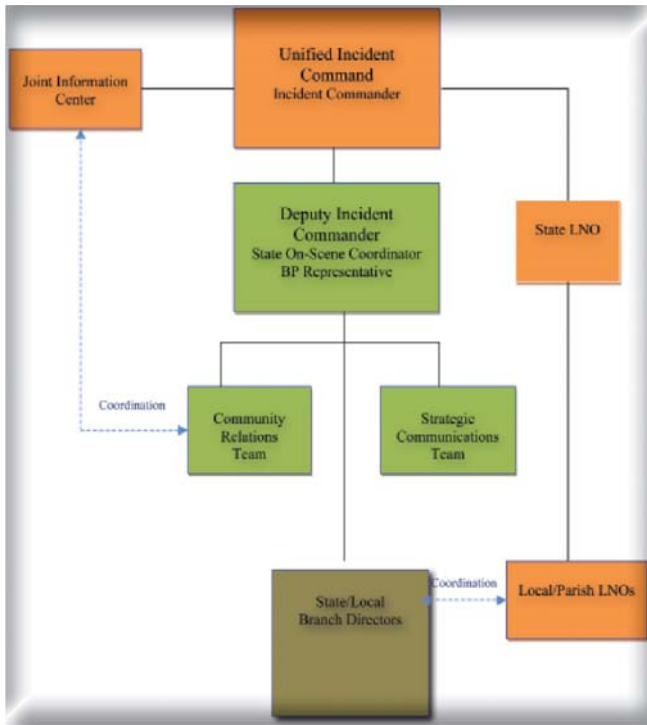 Unified Incident
Command
Incident Commander
Joint Information
Center
Deputy Incident
Commander
State On-Scene Coordinator
BP Representative
State LNO
Coordination
Community
Relations
Team
Strategic
Communications
Team
Coordination
State/Local
Branch Directors
Local/Parish LNOs